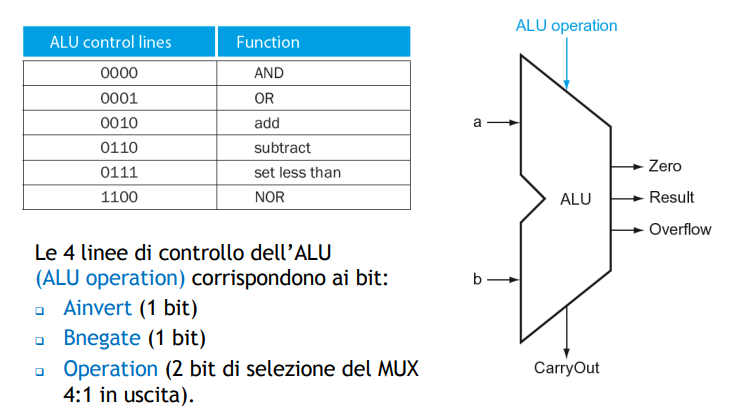 ALU control lines Function
0000 AND
0001 OR
0010 add
0110 subtract
0111 set less than
1100 NOR
Le 4 linee di controllo dell’ALU
(ALU operation) corrispondono ai bit:
Ainvert (1 bit)
Bnegate (1 bit)
Operation (2 bit di selezione del MUX
4:1 in uscita).
ALU operation
a
b
ALU
Zero
Result
Overflow
CarryOut